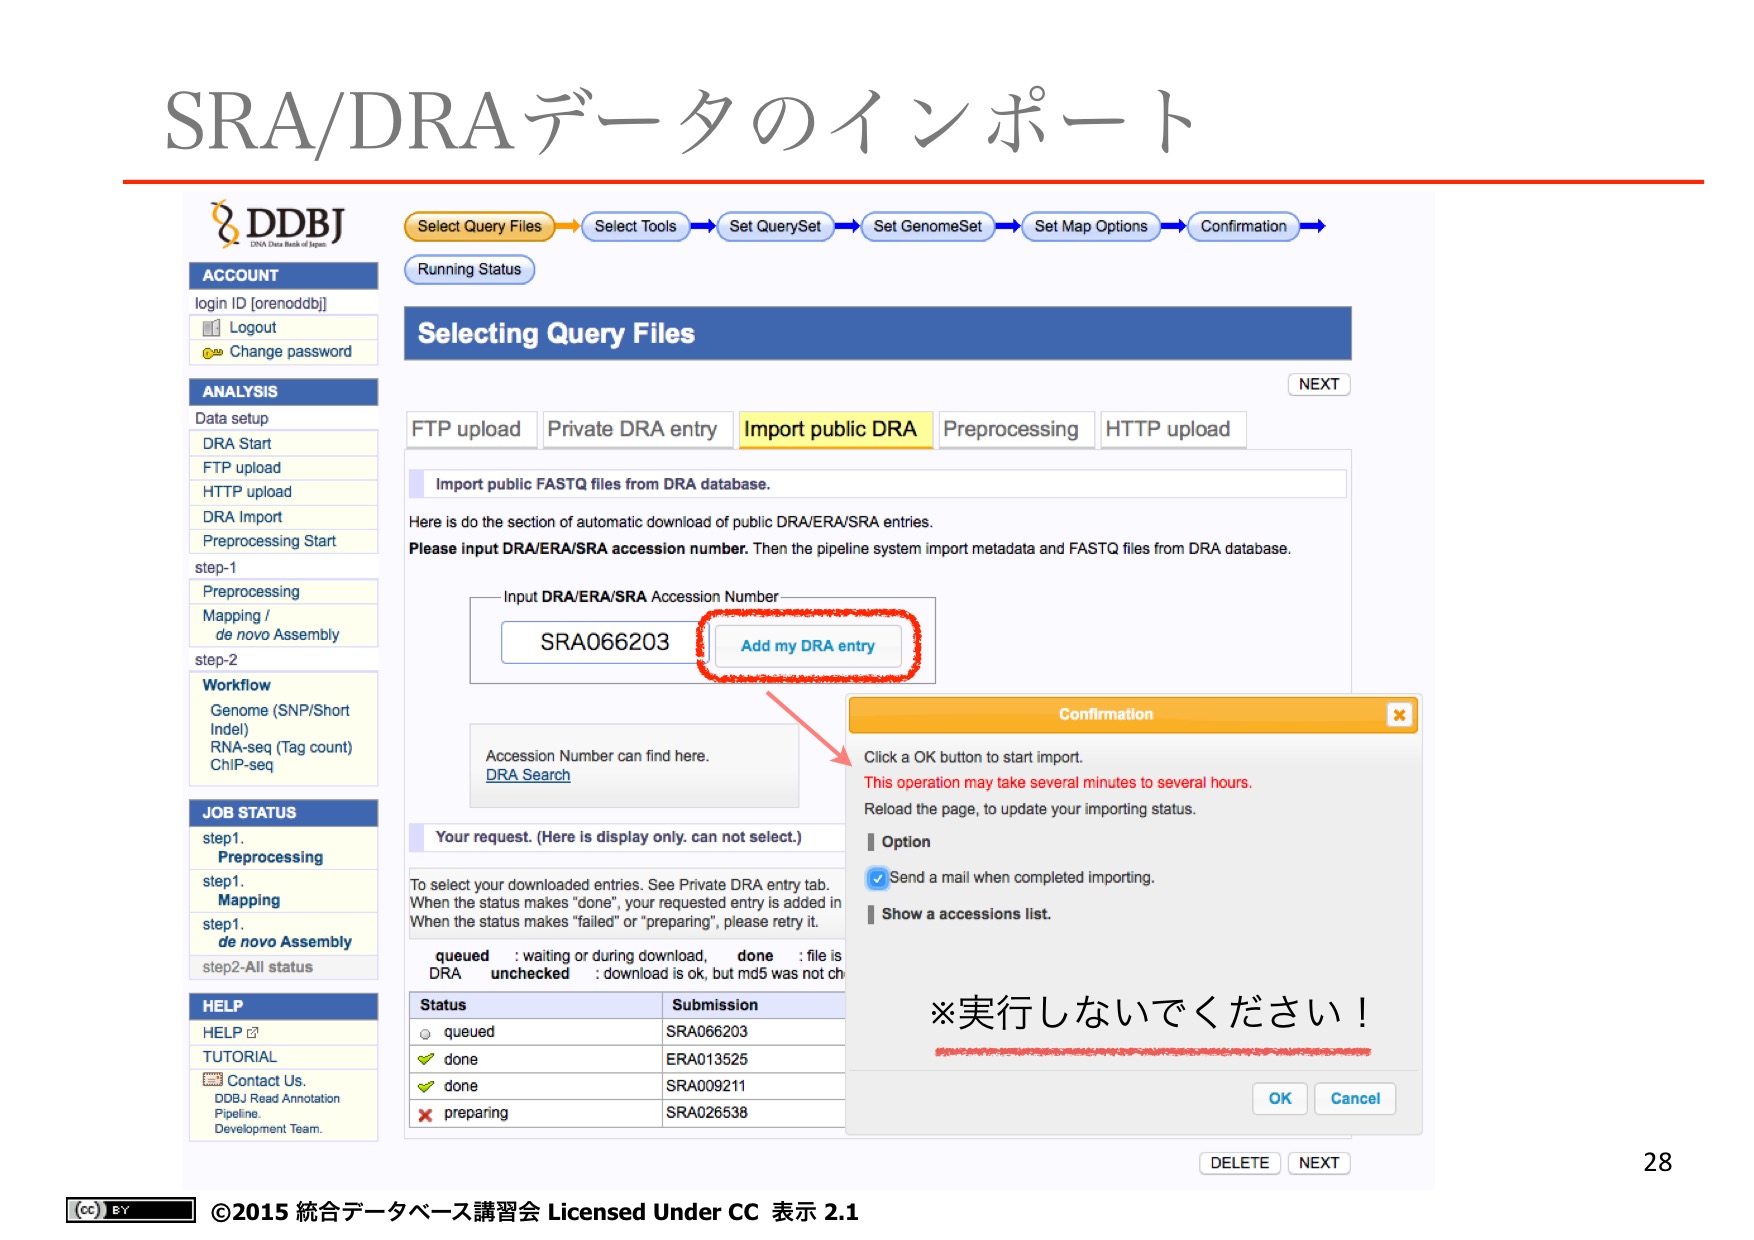 SRA/DRAデータのインポート
DDBJ
DNA Data Bank of Japan
Select Query Files
Select Tools
Set QuerySet
Set GenomeSet
Set Map Options
Confirmation
Running Status
ACCOUNT
login ID [orenoddbj]
Logout
Change password
ANALYSIS
Data setup
DRA Start
FTP upload
HTTP upload
DRA Import
Preprocessing Start
step-1
Preprocessing
Mapping /
de novo Assembly
step-2
Workflow
Genome (SNP/Short
Indel)
RNA-seq (Tag count)
ChIP-seq
JOB STATUS
step1.
Preprocessing
step1.
Mapping
step1.
de novo Assembly
step2-All status
HELP
HELP
TUTORIAL
Contact Us.
DDBJ Read Annotation
Pipeline.
Development Team.
Selecting Query Files
NEXT
FTP upload
Private DRA entry
Import public DRA
Preprocessing
HTTP upload
Import public FASTQ files from DRA database.
Here is do the section of automatic download of public DRA/ERA/SRA entries.
Please input DRA/ERA/SRA accession number. Then the pipeline system import metadata and FASTQ files from DRA database.
Input DRA/ERA/SRA Accession Number
SRA066203
Add my DRA entry
Accession Number can find here.
DRA Search
Your request. (Here is display only. can not select.)
To select your downloaded entries. See Private DRA entry tab.
When the status makes "done", your requested entry is added in
When the status makes "failed" or "preparing", please retry it.
queued : waiting or during download, done : file is
DRA unchecked : download is ok, but md5 was not ch
Status Submission
queued SRA066203
done ERA013525
done SRA009211
preparing SRA026538
Confirmation
Click a OK button to start import.
This operation may take several minutes to several hours.
Reload the page, to update your importing status.
Option
Send a mail when completed importing.
Show a accessions list.
※実行しないでください！
OK
Cancel
DELETE
NEXT
28
(cc) BY
©2015 統合データベース講習会 Licensed Under CC 表示 2.1